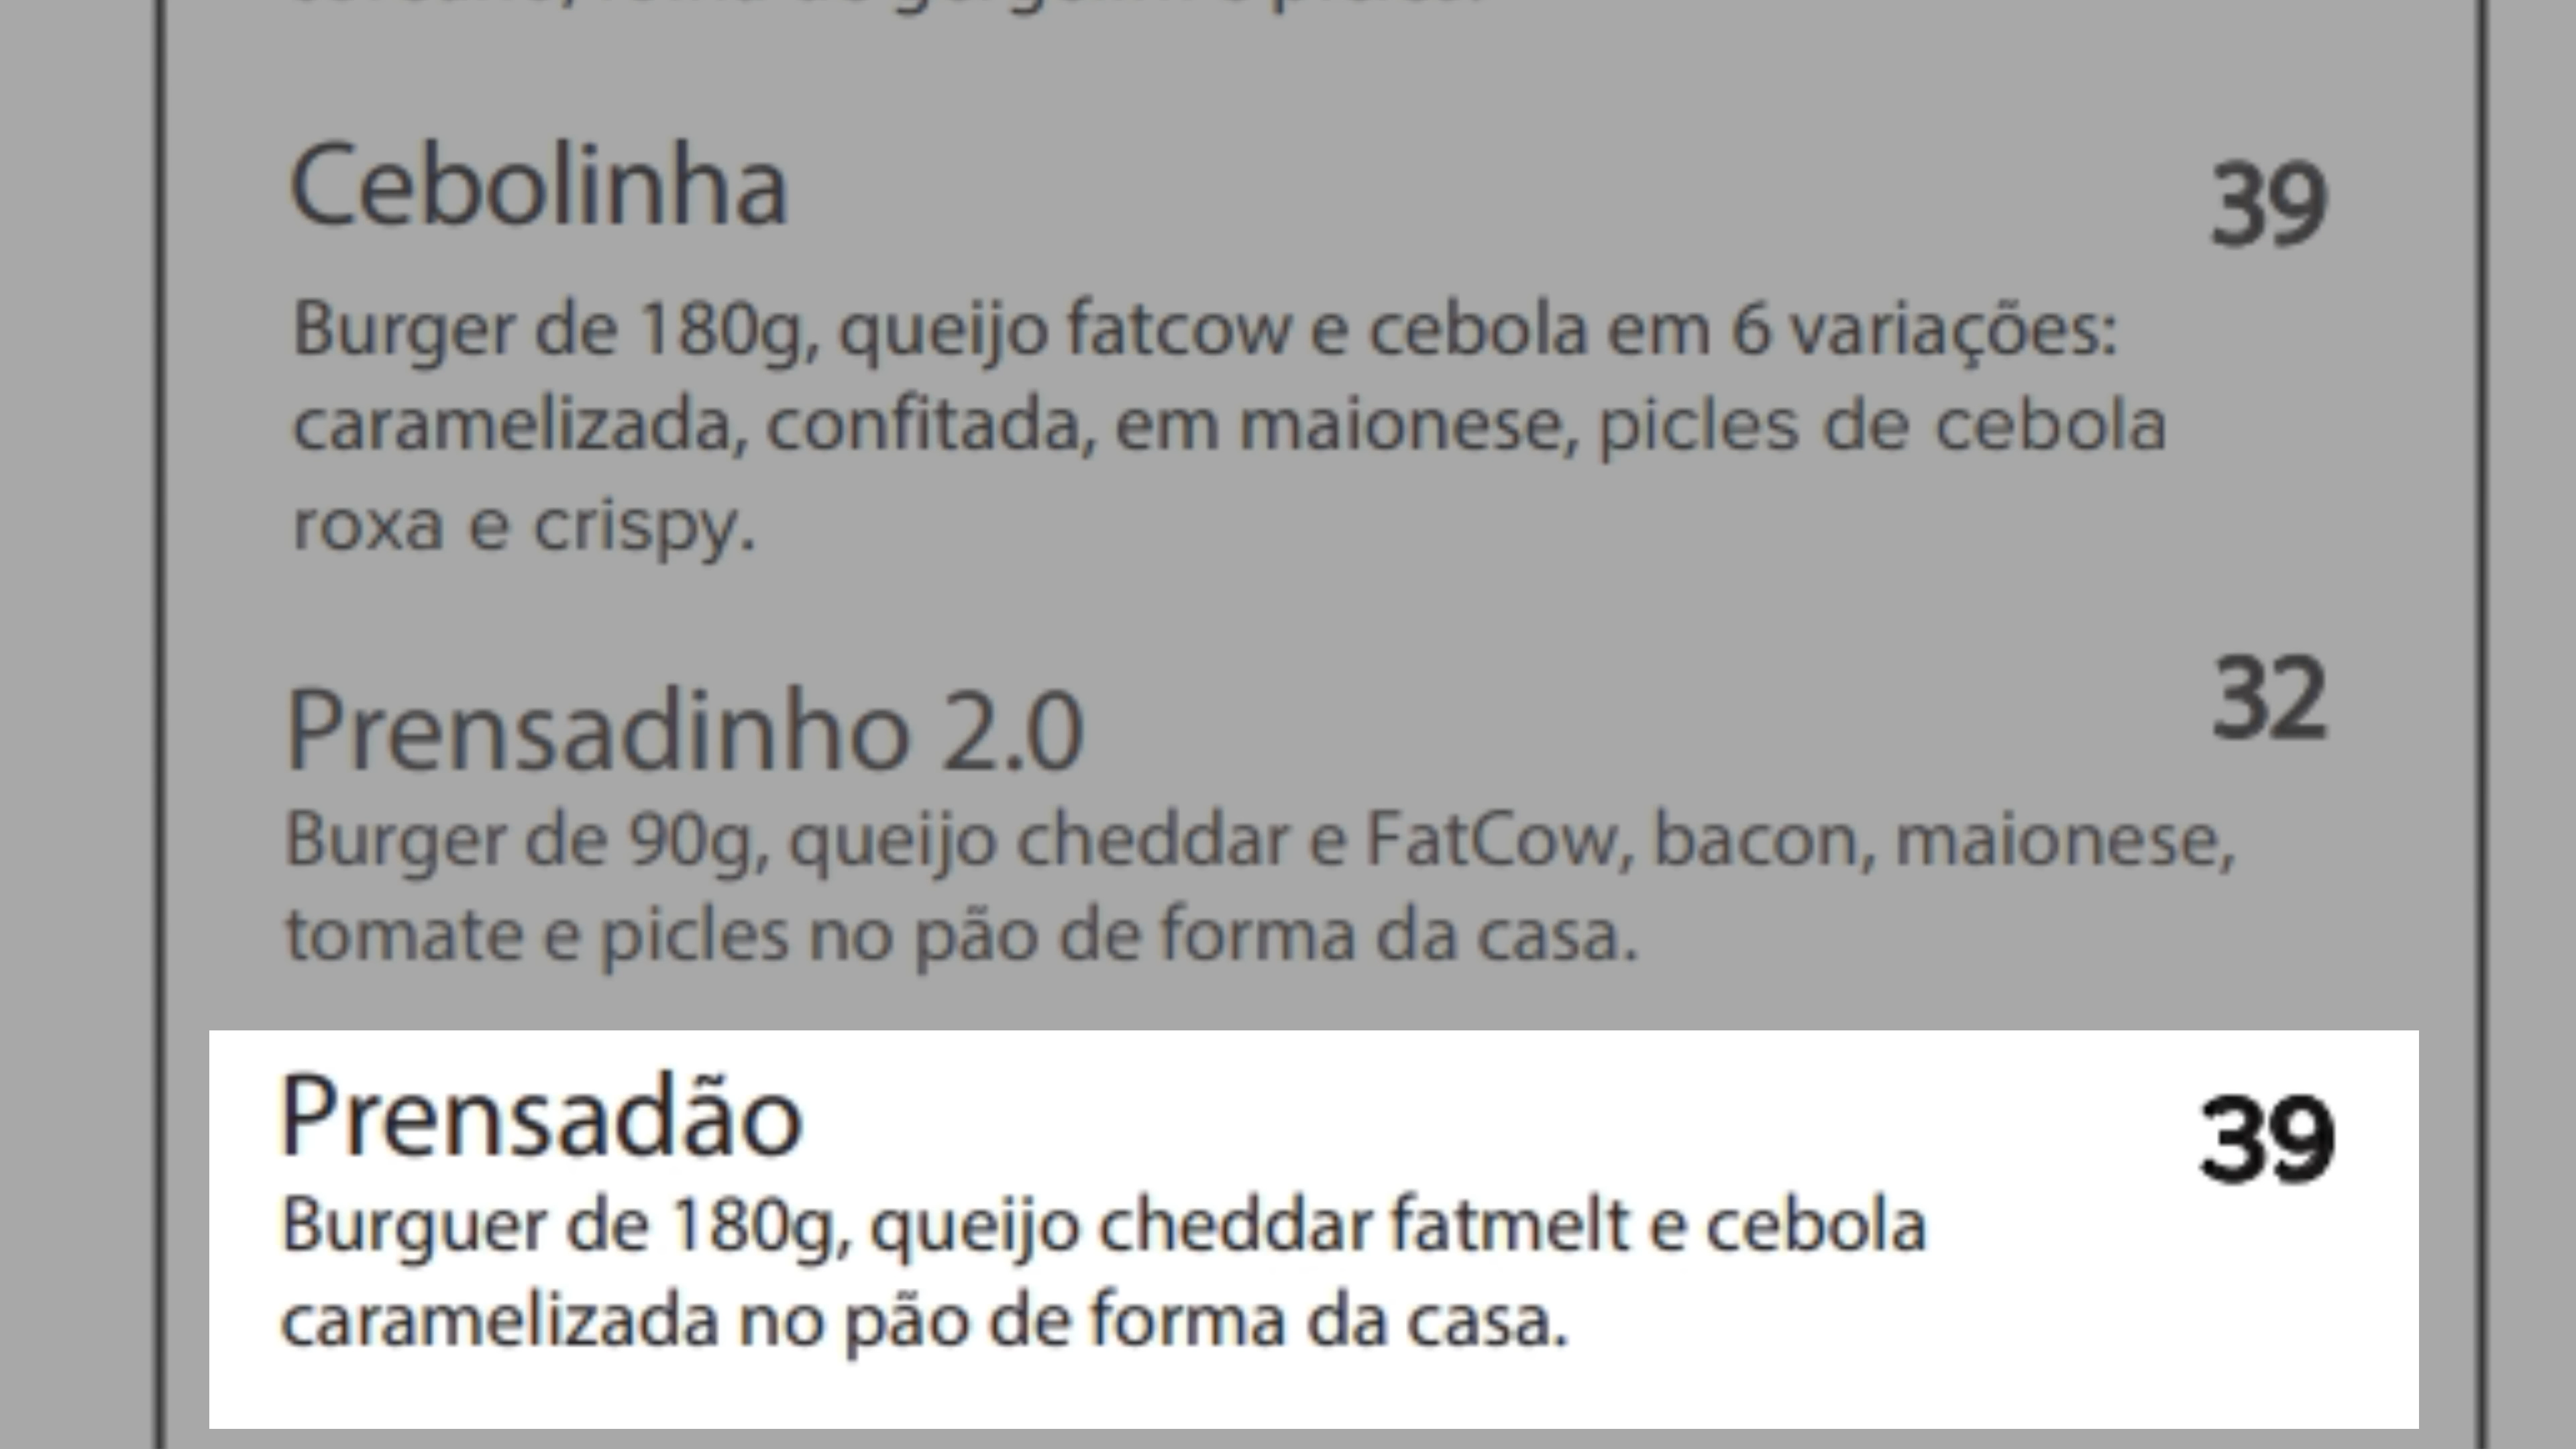 Cebolinha 39
Burger de 180g, queijo fatcow e cebola em 6 variações:
caramelizada, confitada, em maionese, picles de cebola
roxa e crispy.
Prensadinho 2.0 32
Burger de 90g, queijo cheddar e FatCow, bacon, maionese,
tomate e picles no pão de forma da casa.
Prensadão 39
Burguer de 180g, queijo cheddar fatmelt e cebola
caramelizada no pão de forma da casa.